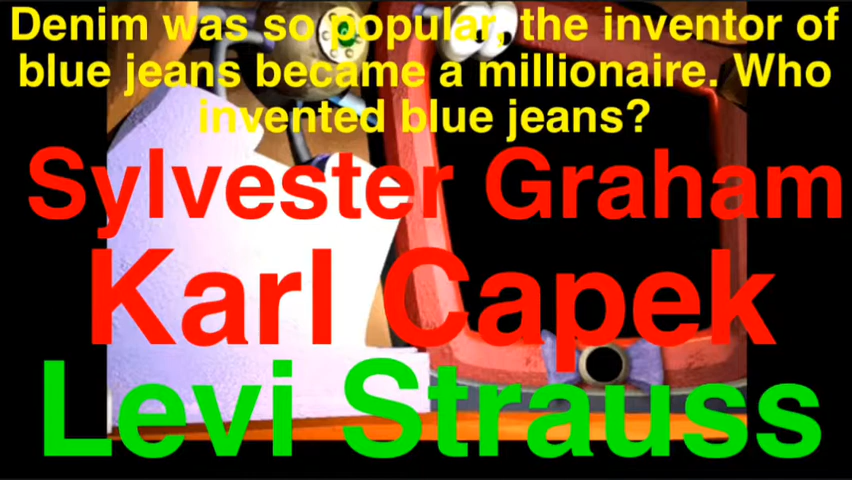 Denim was so popular, the inventor of
blue jeans became a millionaire. Who
invented blue jeans?
Sylvester Graham
Karl Capek
Levi Strauss